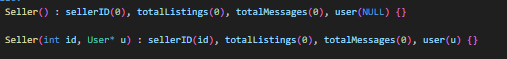 Seller() : sellerID(0), totalListings(0), totalMessages(0), user(NULL) {}
Seller(int id, User* u) : sellerID(id), totalListings(0), totalMessages(0), user(u) {}